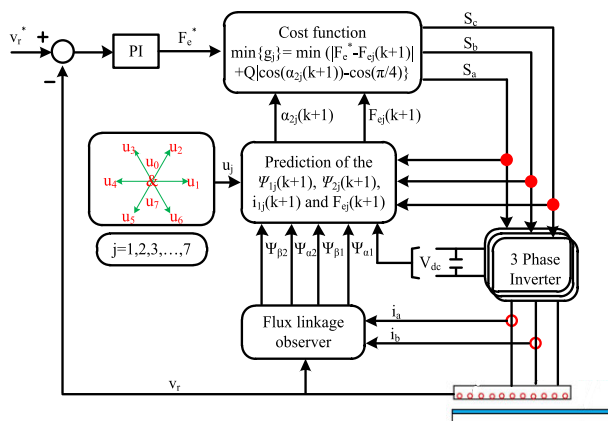 v_r^*
+
−
PI
F_e^*
Cost function
min{g_j}= min (|F_e^*-F_ej(k+1)|
+Q|cos(α_2j(k+1))-cos(π/4)}
S_c
S_b
S_a
α_2j(k+1)
F_ej(k+1)
u_3 u_2
u_0
u_4 & u_1
u_7
u_5 u_6
u_j
j=1,2,3,...,7
Prediction of the
Ψ_1j(k+1), Ψ_2j(k+1),
i_1j(k+1) and F_ej(k+1)
Ψ_β2 Ψ_α2 Ψ_β1 Ψ_α1
V_dc
3 Phase
Inverter
Flux linkage
observer
i_a
i_b
v_r